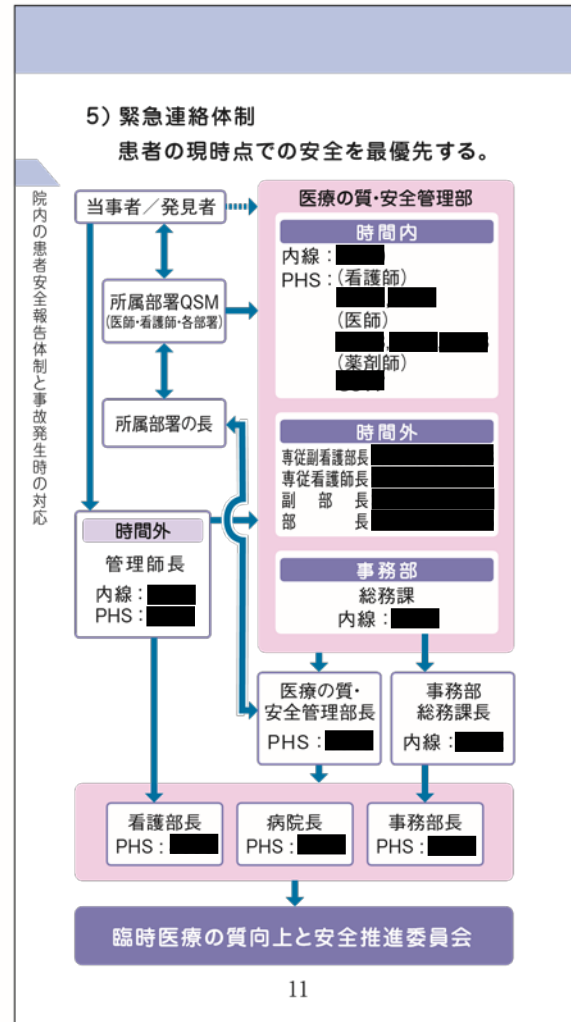 5）緊急連絡体制
患者の現時点での安全を最優先する。
院内の患者安全報告体制と事故発生時の対応
当事者／発見者
所属部署QSM
（医師・看護師・各部署）
所属部署の長
時間外
管理師長
内線：
PHS：
医療の質・安全管理部
時間内
内線：
PHS：（看護師）
（医師）
（薬剤師）
時間外
専従副看護部長
専従看護師長
副部長
部長
事務部
総務課
内線：
医療の質・
安全管理部長
PHS：
事務部
総務課長
内線：
看護部長
PHS：
病院長
PHS：
事務部長
PHS：
臨時医療の質向上と安全推進委員会
11